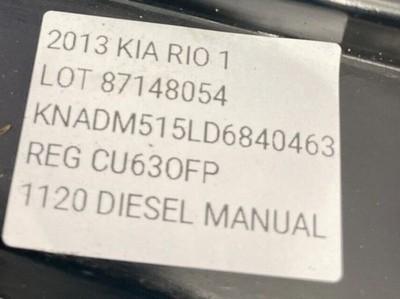 2013 KIA RIO 1
LOT 87148054
KNADM515LD6840463
REG CU63OFP
1120 DIESEL MANUAL